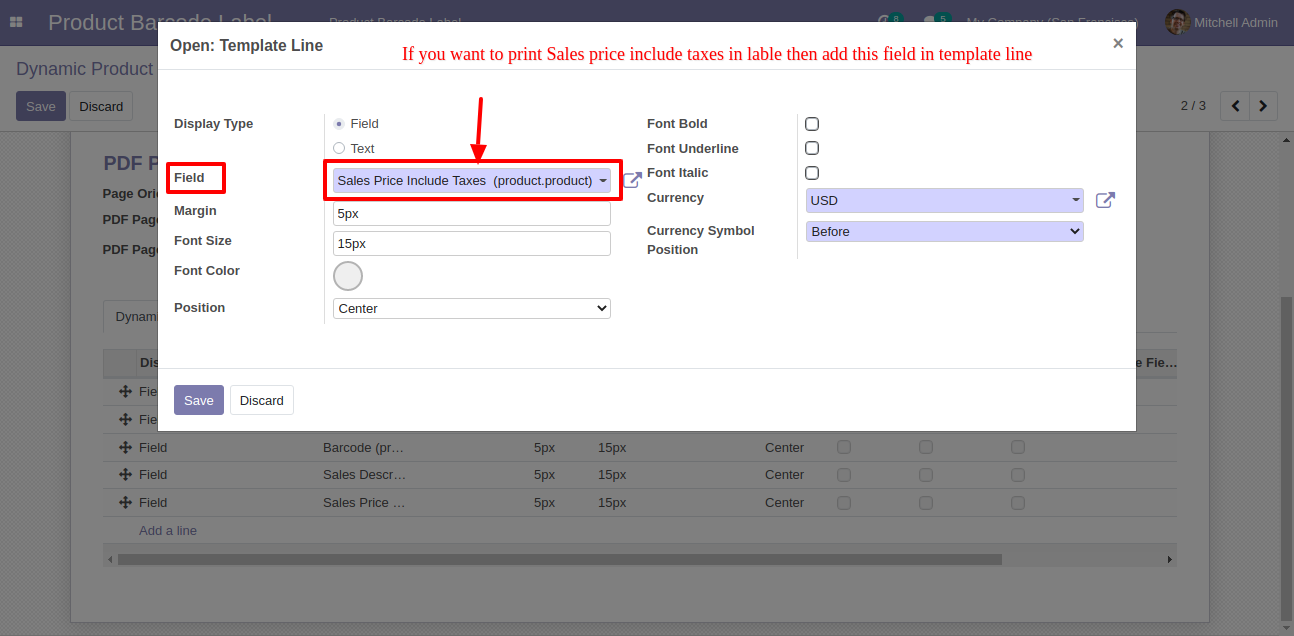 Product Barcode Label
Product Barcode Label
8
5
My Company (San Francisco)
Mitchell Admin
Dynamic Product
Save
Discard
2 / 3
Open: Template Line
If you want to print Sales price include taxes in lable then add this field in template line
×
Display Type
Field
Text
Field
Sales Price Include Taxes (product.product)
Margin
5px
Font Size
15px
Font Color
Position
Center
Font Bold
Font Underline
Font Italic
Currency
USD
Currency Symbol
Position
Before
Save
Discard
PDF P
Page Orie
PDF Page
PDF Page
Dynami
Dis
e Fie...
Fie
Fie
Field Barcode (pr... 5px 15px Center
Field Sales Descr... 5px 15px Center
Field Sales Price ... 5px 15px Center
Add a line